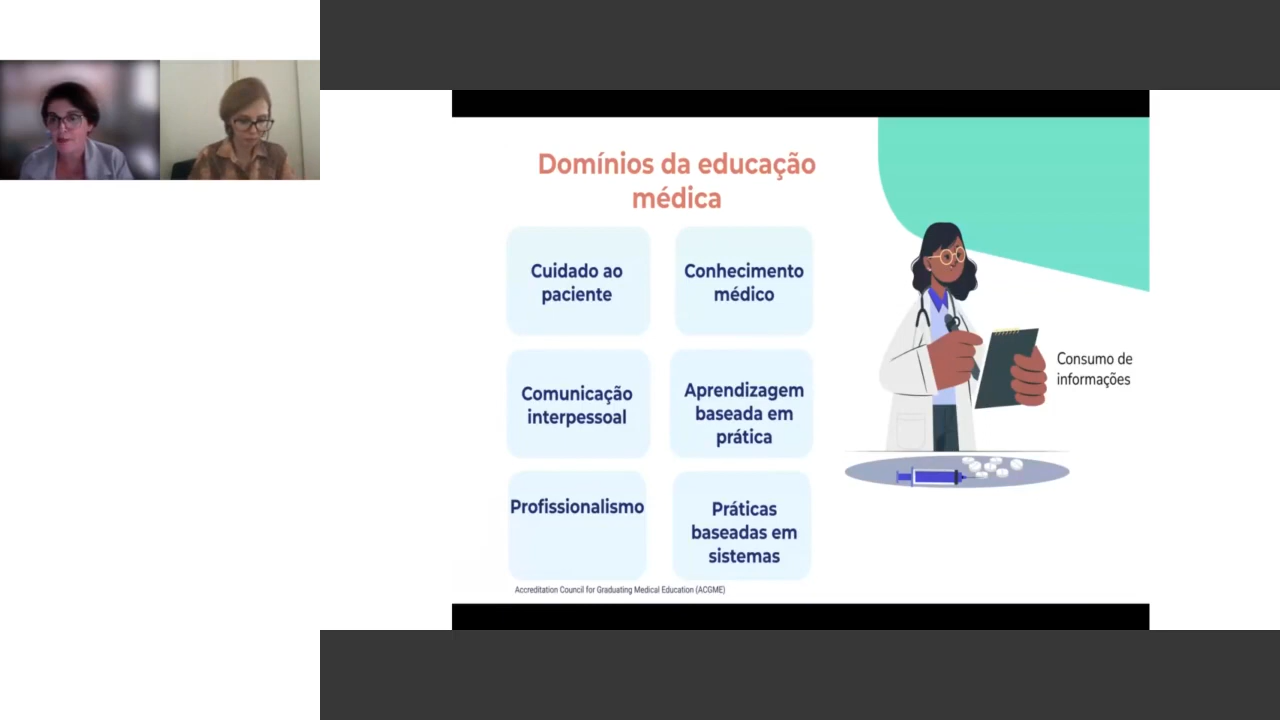 Domínios da educação
médica
Cuidado ao
paciente
Conhecimento
médico
Comunicação
interpessoal
Aprendizagem
baseada em
prática
Profissionalismo
Práticas
baseadas em
sistemas
Consumo de
informações
Accreditation Council for Graduating Medical Education (ACGME)